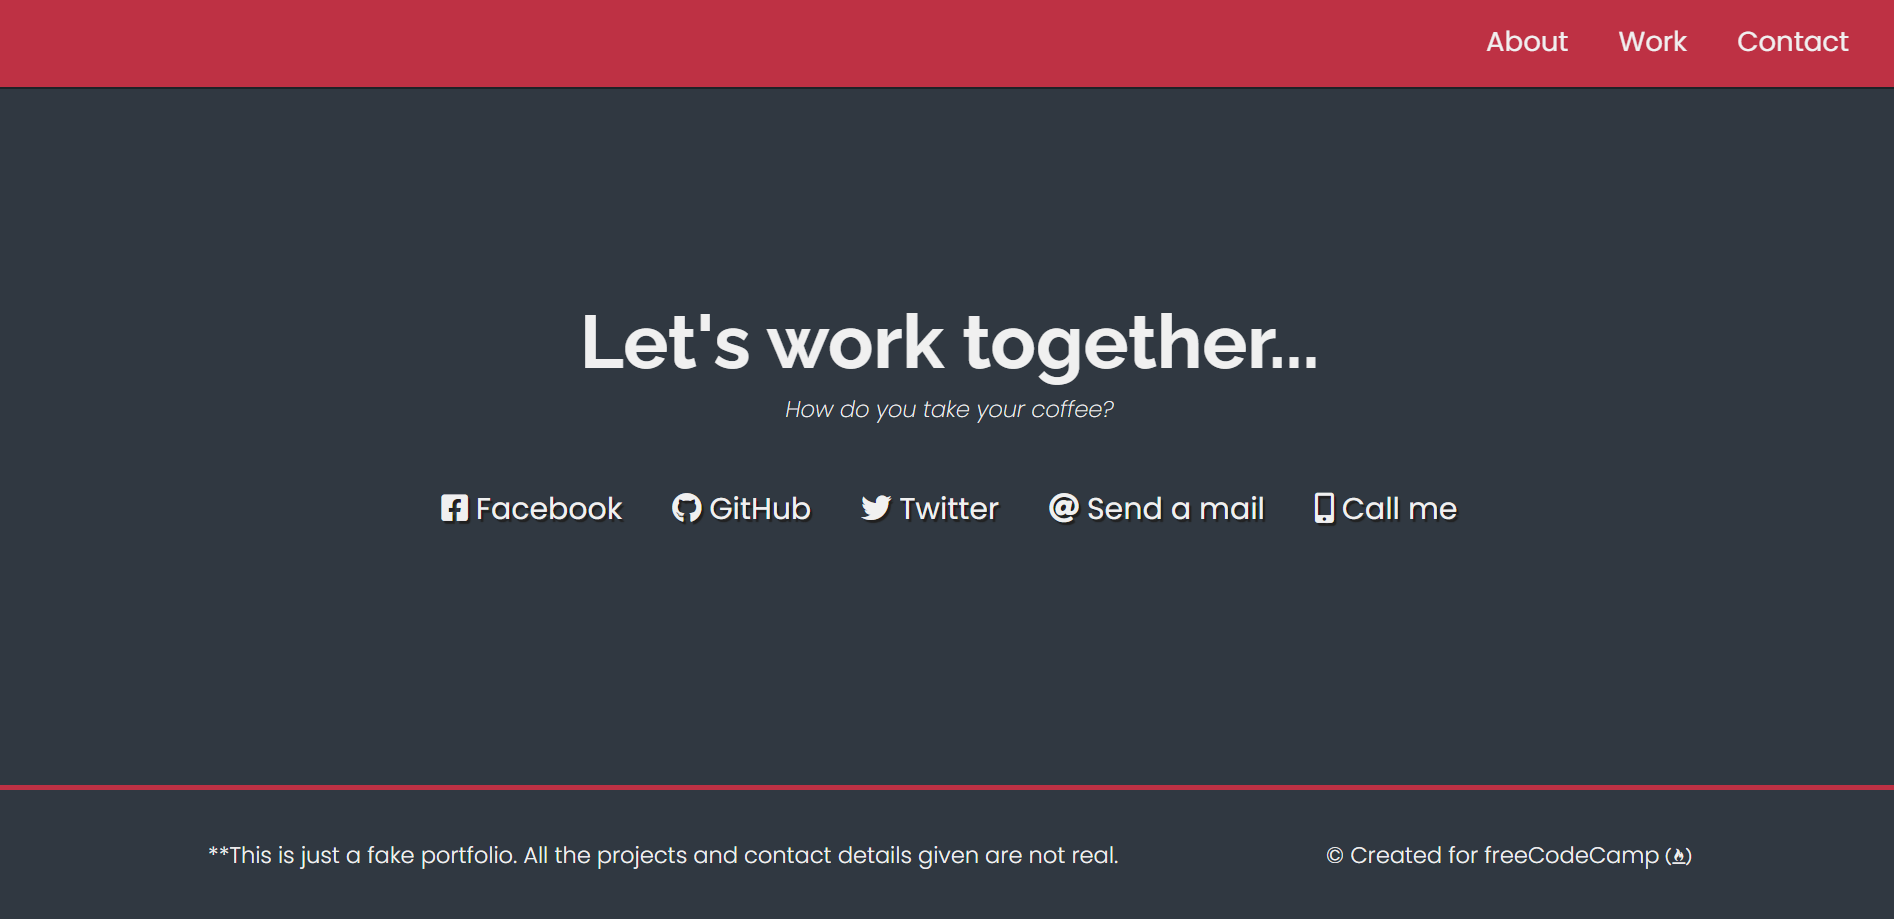 About Work Contact
Let's work together...
How do you take your coffee?
Facebook GitHub Twitter @ Send a mail Call me
**This is just a fake portfolio. All the projects and contact details given are not real.
© Created for freeCodeCamp ()